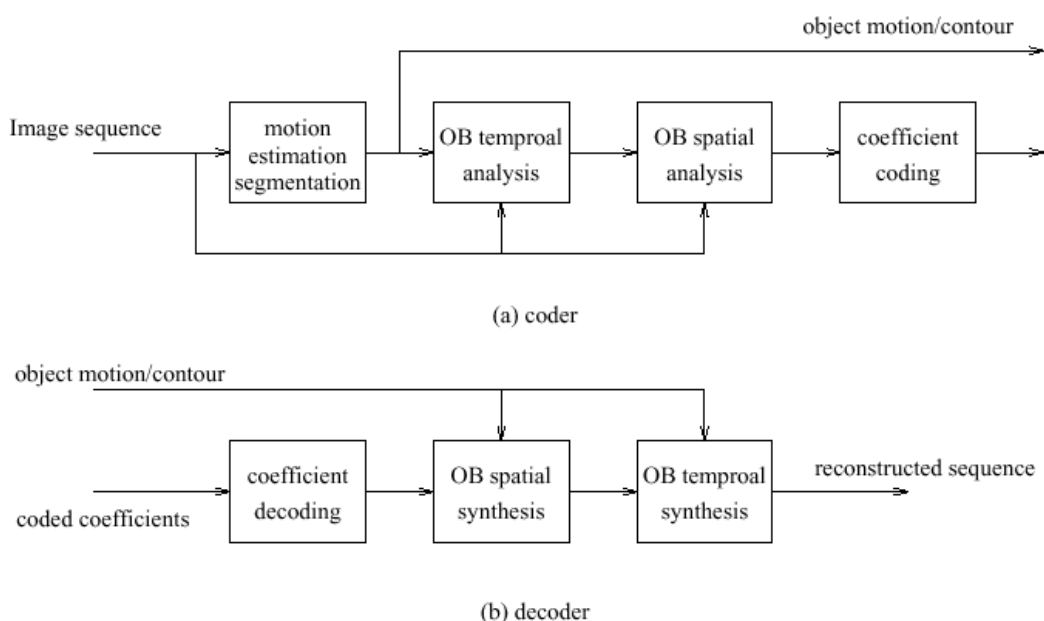 object motion/contour
Image sequence
motion
estimation
segmentation
OB temproal
analysis
OB spatial
analysis
coefficient
coding
(a) coder
object motion/contour
coded coefficients
coefficient
decoding
OB spatial
synthesis
OB temproal
synthesis
reconstructed sequence
(b) decoder